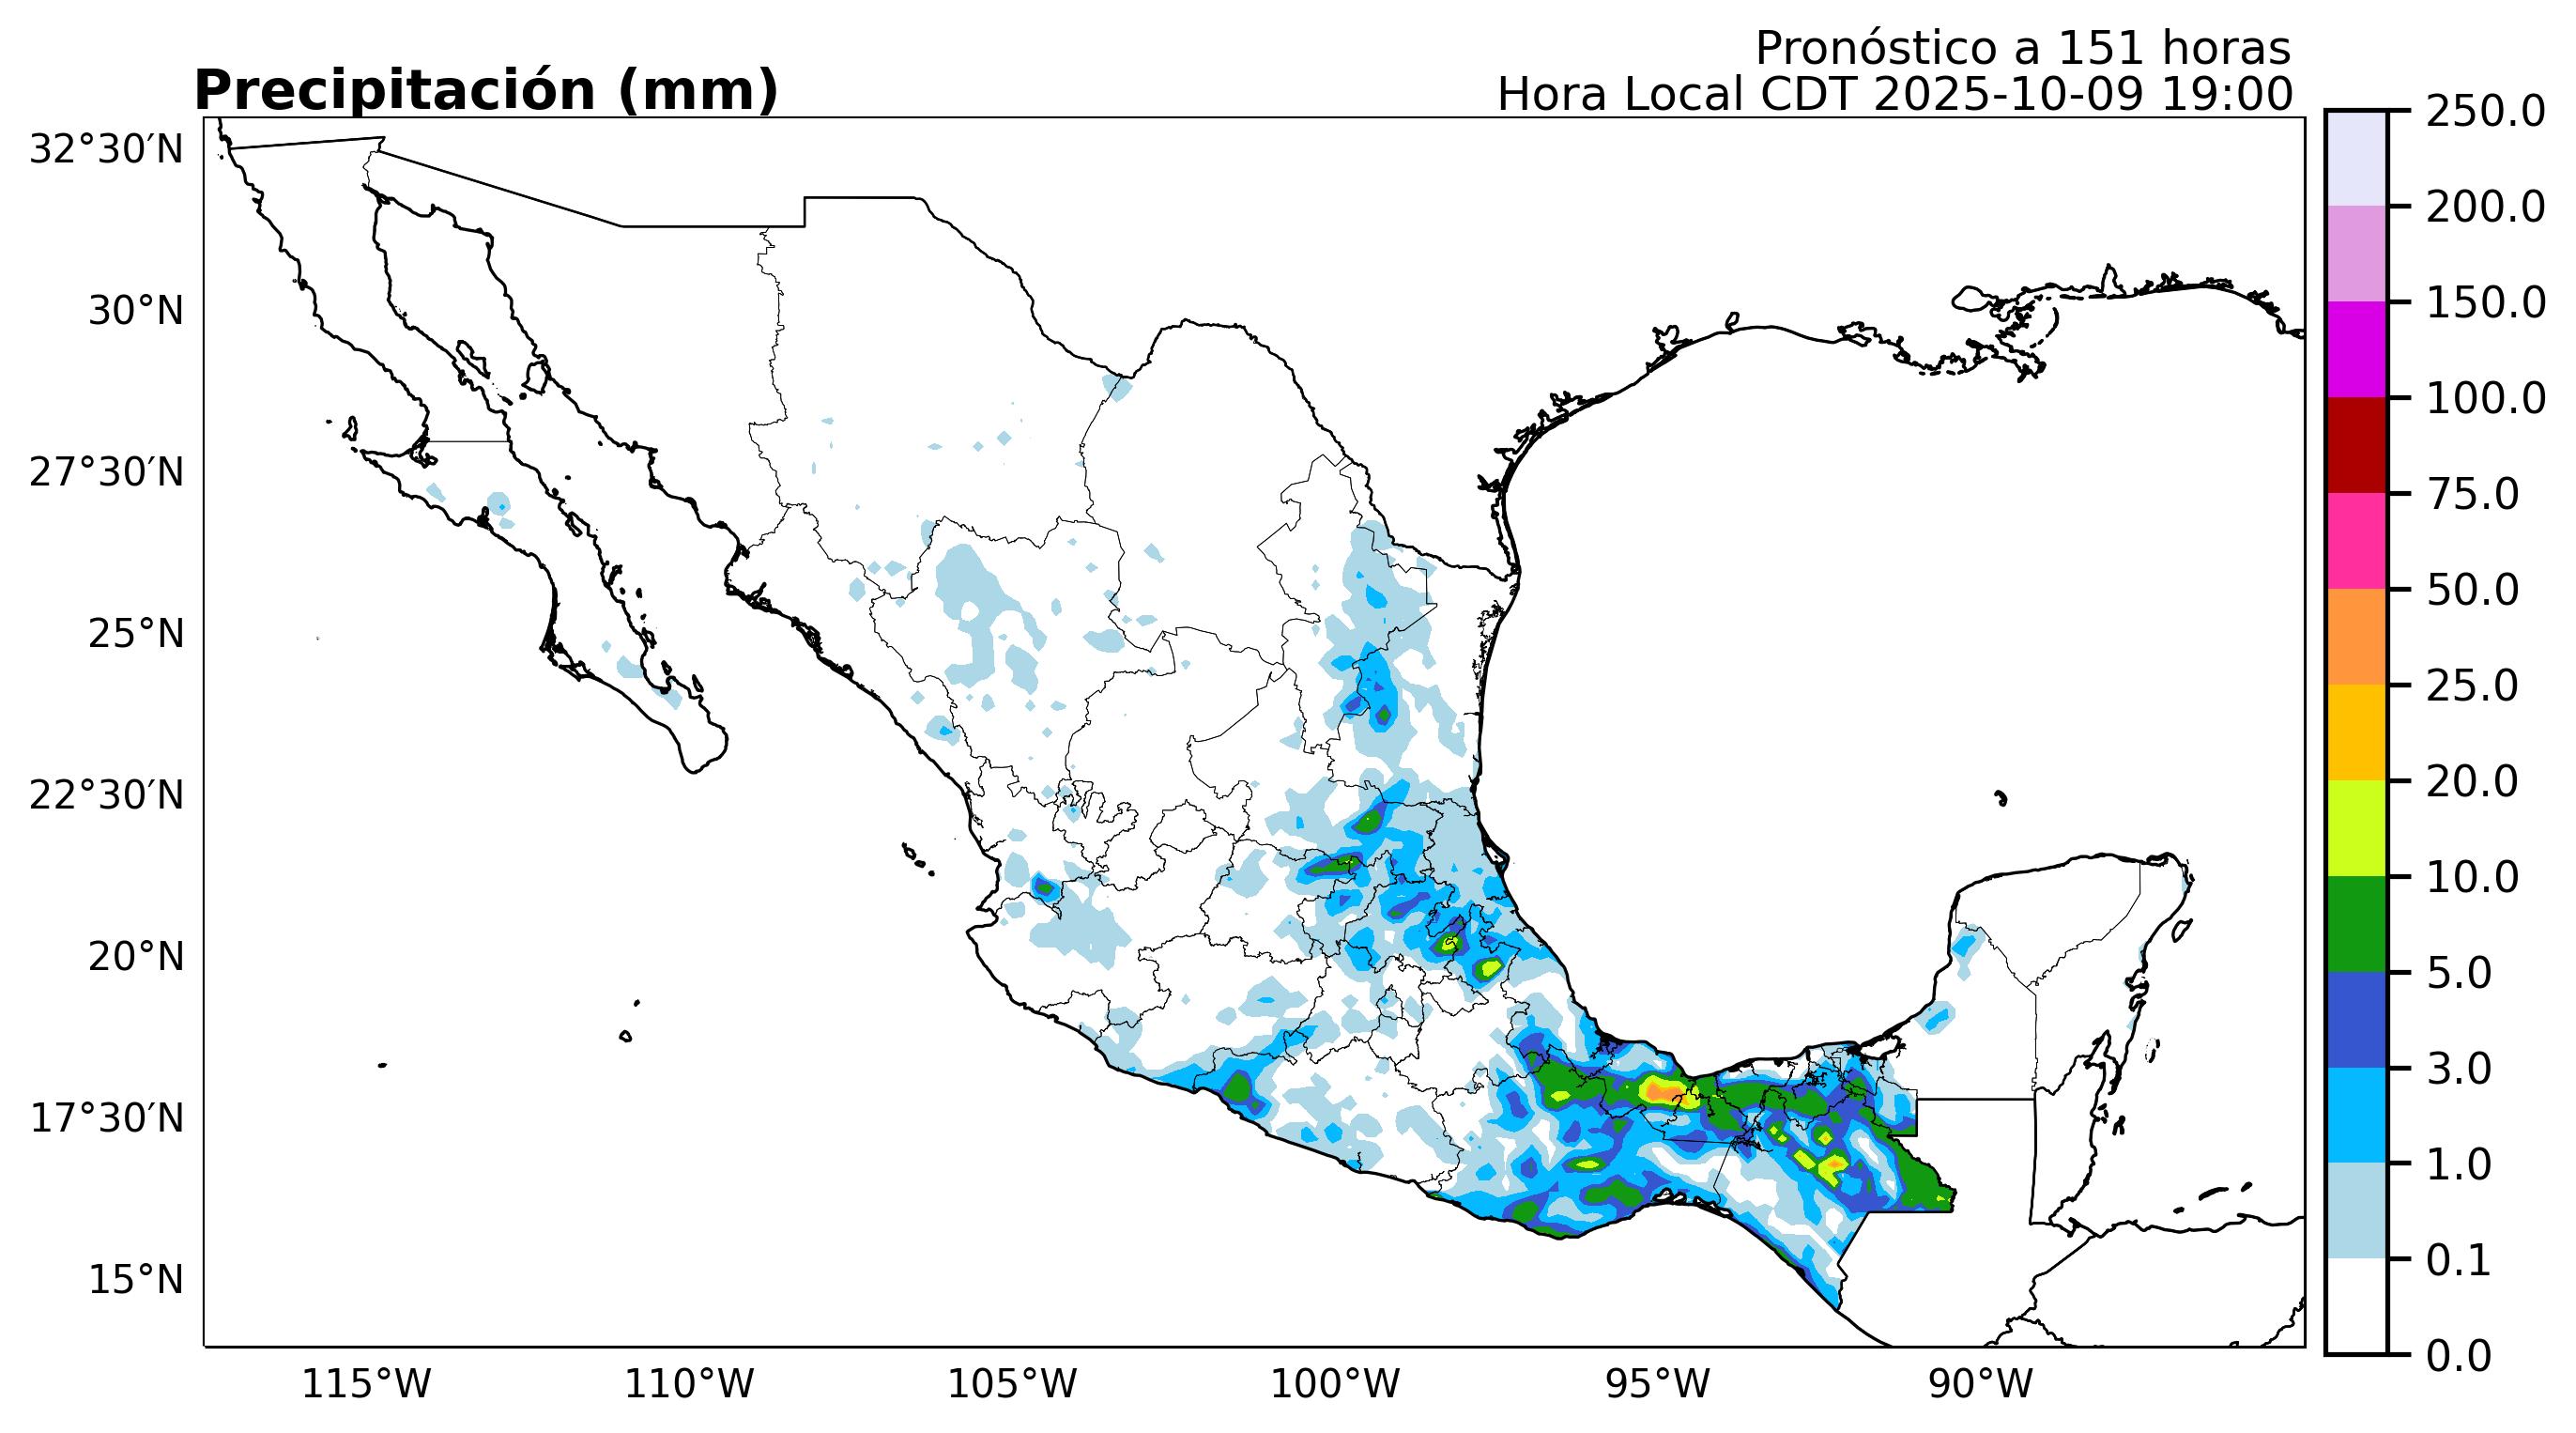 Pronóstico a 151 horas
Precipitación (mm)
Hora Local CDT 2025-10-09 19:00
32°30′N
30°N
27°30′N
25°N
22°30′N
20°N
17°30′N
15°N
115°W
110°W
105°W
100°W
95°W
90°W
250.0
200.0
150.0
100.0
75.0
50.0
25.0
20.0
10.0
5.0
3.0
1.0
0.1
0.0